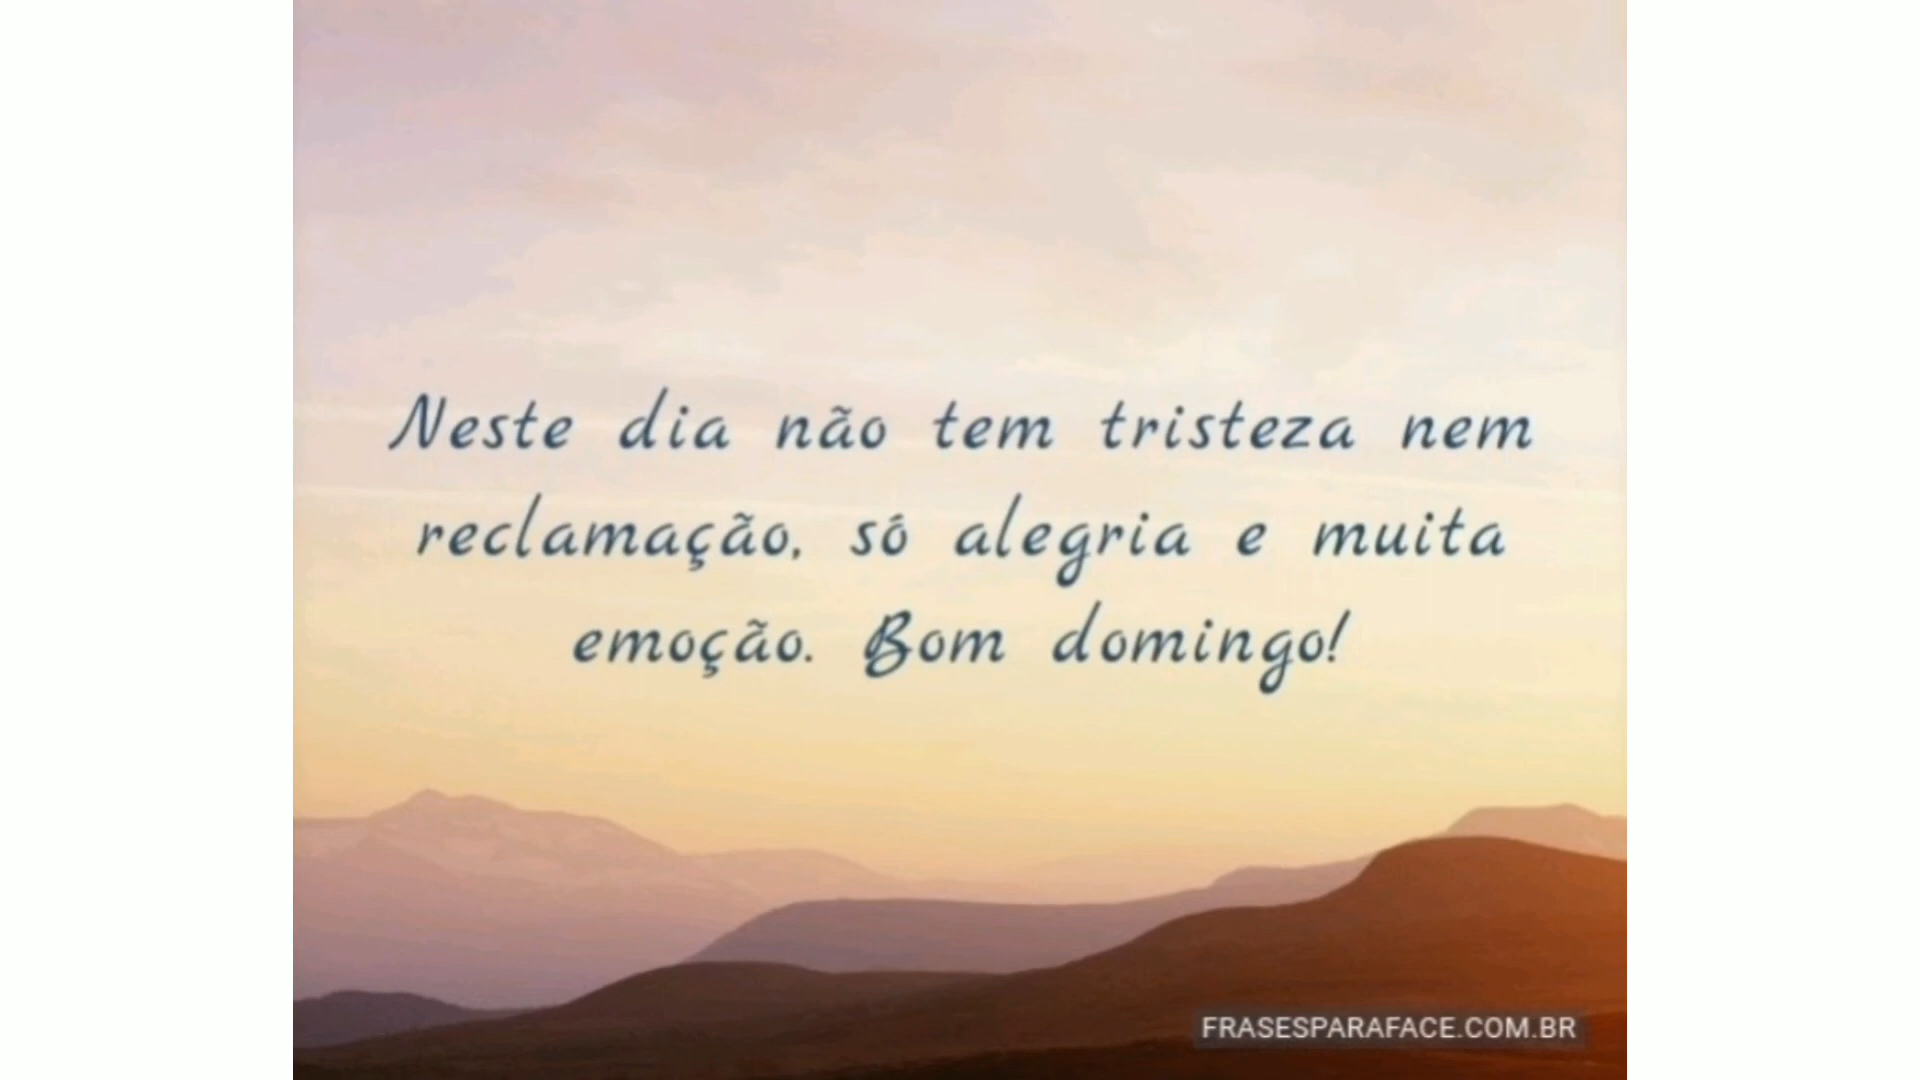 Neste dia não tem tristeza nem
reclamação, só alegria e muita
emoção. Bom domingo!
FRASESPARAFACE.COM.BR